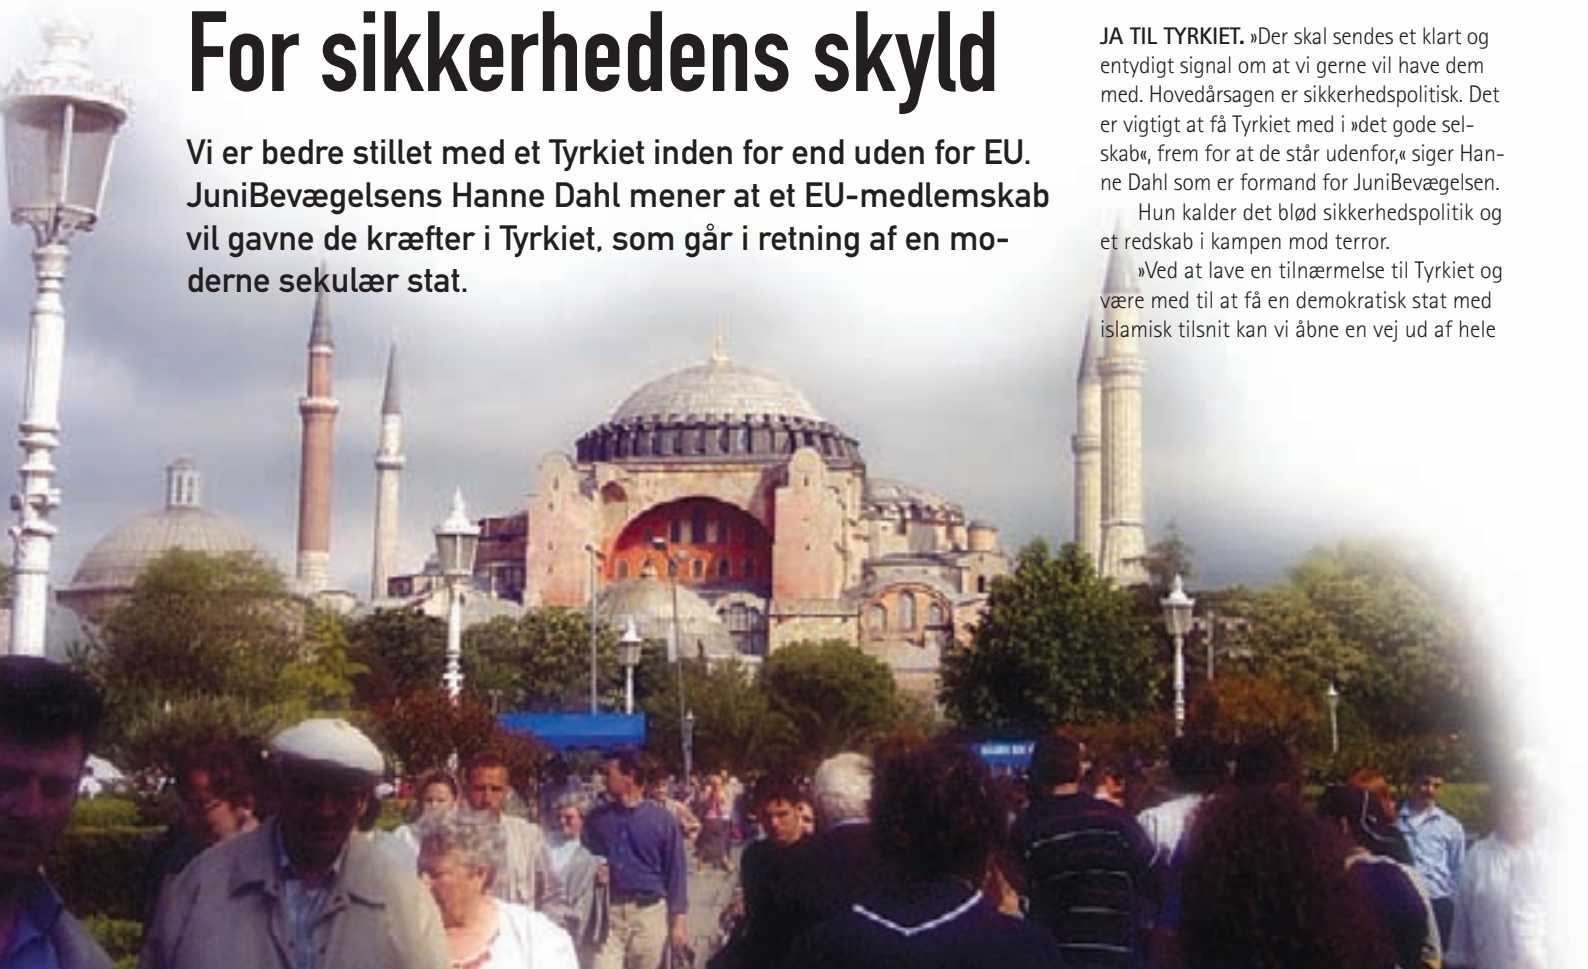 For sikkerhedens skyld
Vi er bedre stillet med et Tyrkiet inden for end uden for EU.
JuniBevægelsens Hanne Dahl mener at et EU-medlemskab
vil gavne de kræfter i Tyrkiet, som går i retning af en mo-
derne sekulær stat.
JA TIL TYRKIET. »Der skal sendes et klart og
entydigt signal om at vi gerne vil have dem
med. Hovedårsagen er sikkerhedspolitisk. Det
er vigtigt at få Tyrkiet med i »det gode sel-
skab«, frem for at de står udenfor,« siger Han-
ne Dahl som er formand for JuniBevægelsen.
Hun kalder det blød sikkerhedspolitik og
et redskab i kampen mod terror.
»Ved at lave en tilnærmelse til Tyrkiet og
være med til at få en demokratisk stat med
islamisk tilsnit kan vi åbne en vej ud af hele